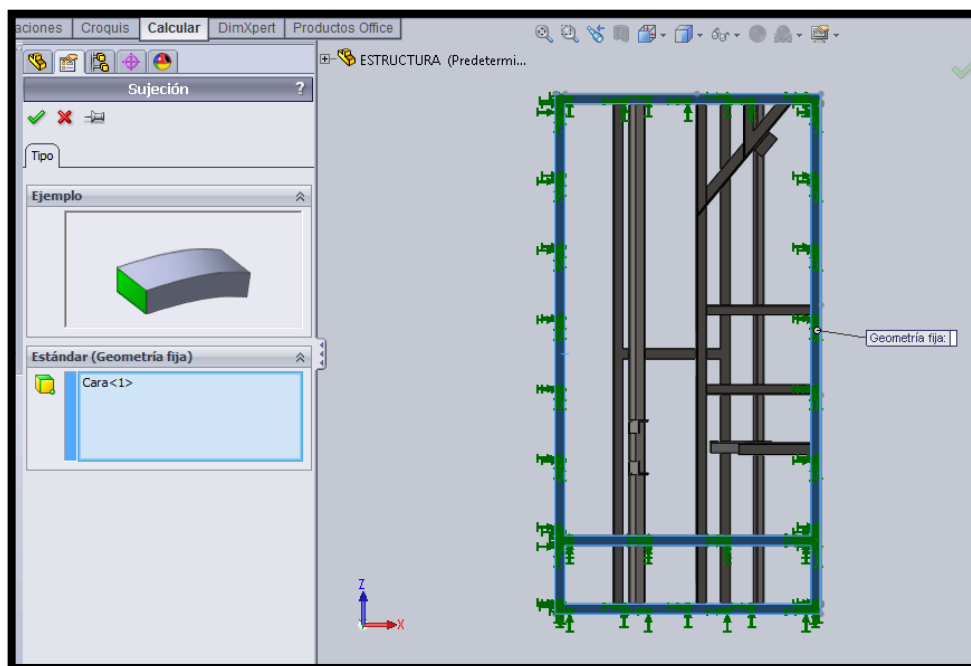 aciones Croquis Calcular DimXpert Productos Office
ESTRUCTURA (Predetermi...
Sujeción ?
Tipo
Ejemplo
Estándar (Geometría fija)
Cara<1>
Geometría fija:
Z
X